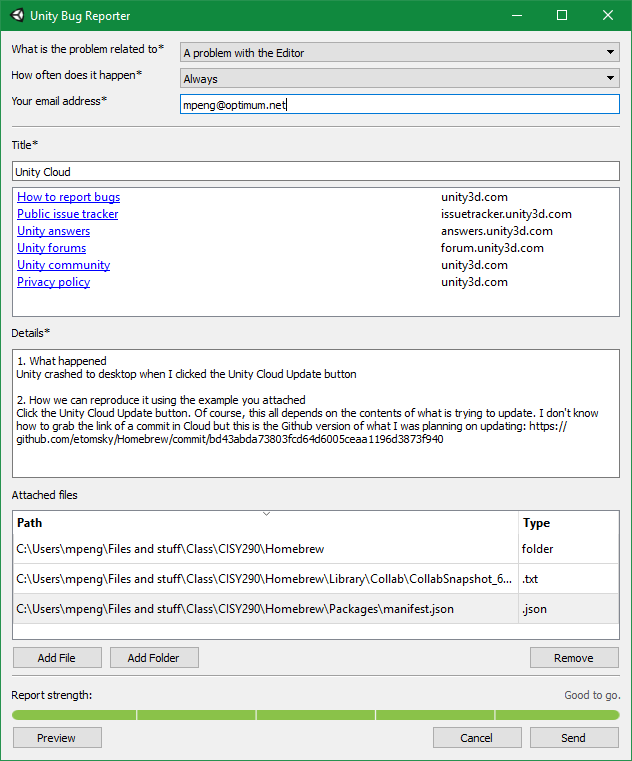 Unity Bug Reporter
What is the problem related to* A problem with the Editor
How often does it happen* Always
Your email address* mpeng@optimum.net
Title*
Unity Cloud
How to report bugs unity3d.com
Public issue tracker issuetracker.unity3d.com
Unity answers answers.unity3d.com
Unity forums forum.unity3d.com
Unity community unity3d.com
Privacy policy unity3d.com
Details*
1. What happened
Unity crashed to desktop when I clicked the Unity Cloud Update button
2. How we can reproduce it using the example you attached
Click the Unity Cloud Update button. Of course, this all depends on the contents of what is trying to update. I don't know
how to grab the link of a commit in Cloud but this is the Github version of what I was planning on updating: https://
github.com/etomsky/Homebrew/commit/bd43abda73803fcd64d6005ceaa1196d3873f940
Attached files
Path Type
C:\Users\mpeng\Files and stuff\Class\CISY290\Homebrew folder
C:\Users\mpeng\Files and stuff\Class\CISY290\Homebrew\Library\Collab\CollabSnapshot_6... .txt
C:\Users\mpeng\Files and stuff\Class\CISY290\Homebrew\Packages\manifest.json .json
Add File Add Folder Remove
Report strength: Good to go.
Preview Cancel Send